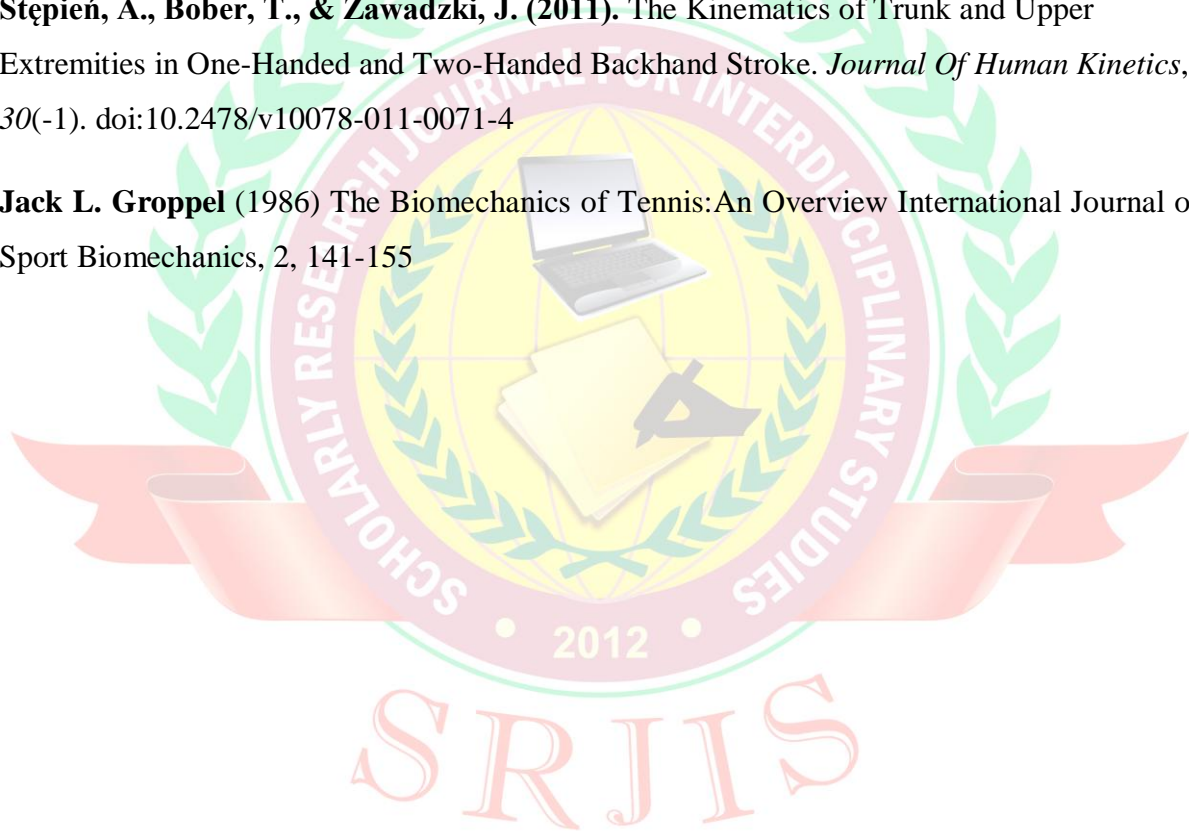 Stępień, A., Bober, T., & Zawadzki, J. (2011). The Kinematics of Trunk and Upper
Extremities in One-Handed and Two-Handed Backhand Stroke. Journal Of Human Kinetics,
30(-1). doi:10.2478/v10078-011-0071-4
Jack L. Groppel (1986) The Biomechanics of Tennis:An Overview International Journal o
Sport Biomechanics, 2, 141-155
SCHOLARLY RESEARCH JOURNAL FOR INTERDISCIPLINARY STUDIES
• 2012 •
SRJIS